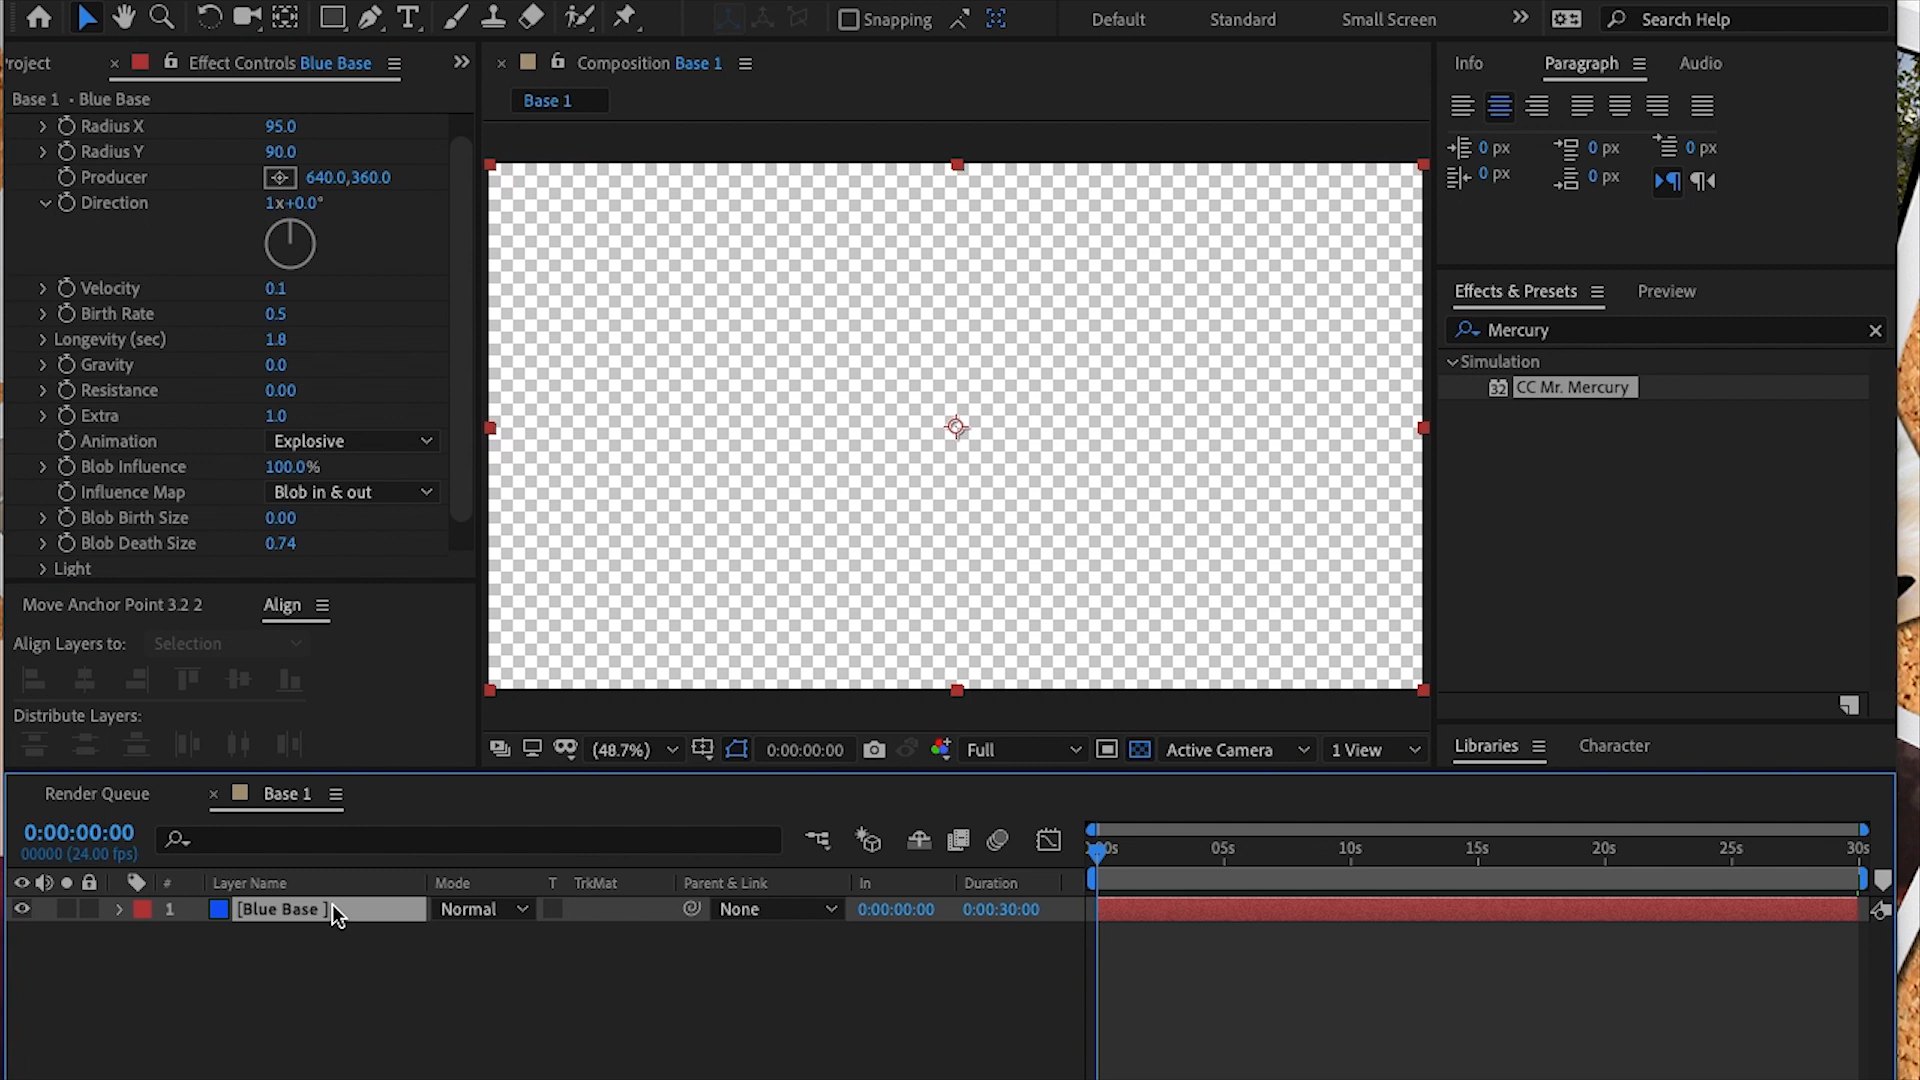 Snapping
Default
Standard
Small Screen
Search Help
roject
Effect Controls Blue Base
Composition Base 1
Info
Paragraph
Audio
Base 1 · Blue Base
Base 1
Radius X 95.0
Radius Y 90.0
Producer 640.0,360.0
Direction 1x+0.0°
0 px 0 px 0 px
0 px 0 px
Velocity 0.1
Birth Rate 0.5
Longevity (sec) 1.8
Gravity 0.0
Resistance 0.00
Extra 1.0
Animation Explosive
Blob Influence 100.0%
Influence Map Blob in & out
Blob Birth Size 0.00
Blob Death Size 0.74
Light
Effects & Presets
Preview
Mercury
Simulation
32 CC Mr. Mercury
Move Anchor Point 3.2 2
Align
Align Layers to: Selection
Distribute Layers:
(48.7%)
0:00:00:00
Full
Active Camera
1 View
Libraries
Character
Render Queue
Base 1
0:00:00:00
00000 (24.00 fps)
05s 10s 15s 20s 25s 30s
# Layer Name Mode T TrkMat Parent & Link In Duration
1 [Blue Base ] Normal None 0:00:00:00 0:00:30:00